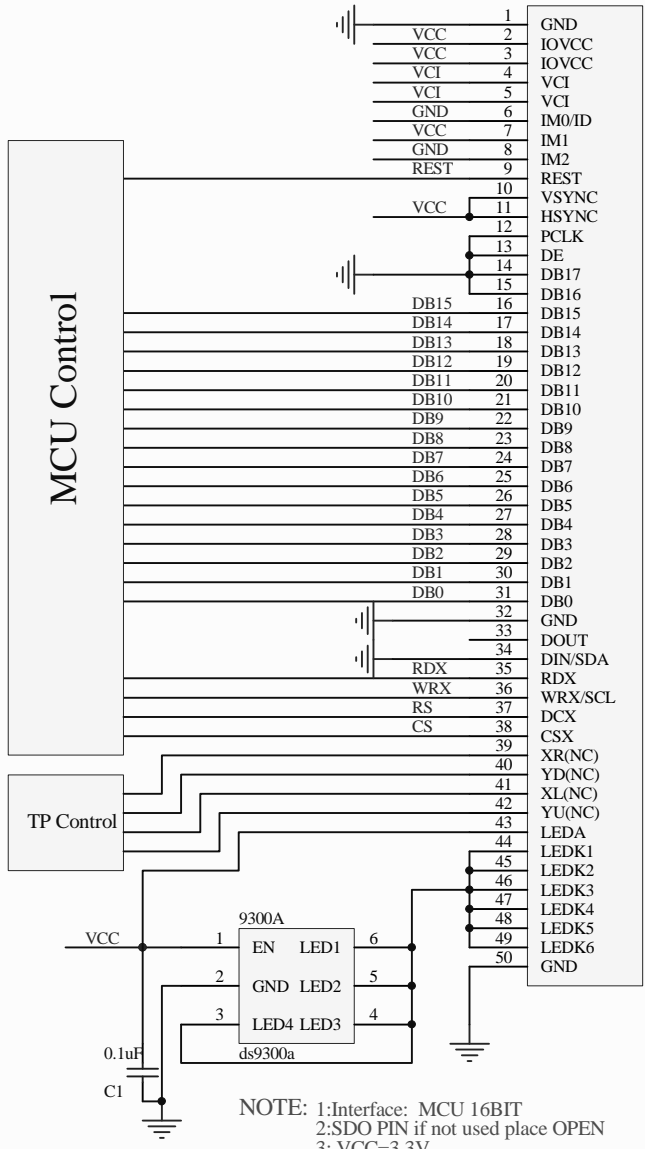 1 GND
VCC 2 IOVCC
VCC 3 IOVCC
VCI 4 VCI
VCI 5 VCI
GND 6 IM0/ID
VCC 7 IM1
GND 8 IM2
REST 9 REST
10 VSYNC
VCC 11 HSYNC
12 PCLK
13 DE
14 DB17
15 DB16
DB15 16 DB15
DB14 17 DB14
DB13 18 DB13
DB12 19 DB12
DB11 20 DB11
DB10 21 DB10
DB9 22 DB9
DB8 23 DB8
DB7 24 DB7
DB6 25 DB6
DB5 26 DB5
DB4 27 DB4
DB3 28 DB3
DB2 29 DB2
DB1 30 DB1
DB0 31 DB0
32 GND
33 DOUT
34 DIN/SDA
RDX 35 RDX
WRX 36 WRX/SCL
RS 37 DCX
CS 38 CSX
39 XR(NC)
40 YD(NC)
41 XL(NC)
42 YU(NC)
43 LEDA
44 LEDK1
45 LEDK2
46 LEDK3
47 LEDK4
48 LEDK5
49 LEDK6
50 GND
MCU Control
TP Control
9300A
VCC 1 EN LED1 6
2 GND LED2 5
3 LED4 LED3 4
ds9300a
0.1uF
C1
NOTE: 1:Interface: MCU 16BIT
2:SDO PIN if not used place OPEN
3: VCC=3.3V